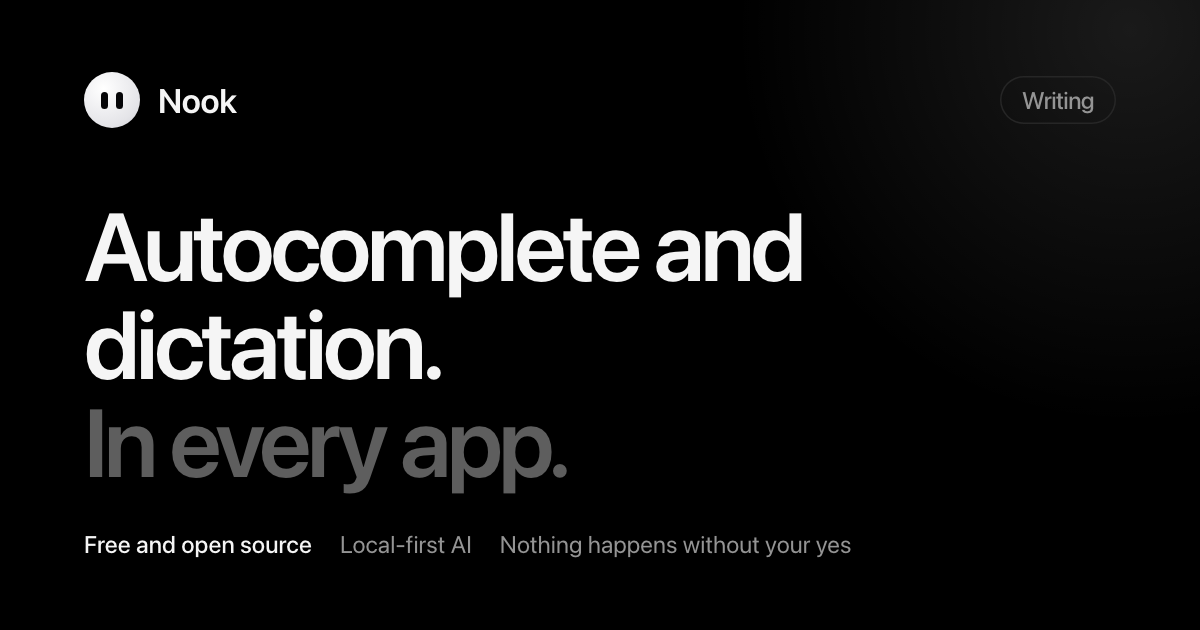 Nook
Writing
Autocomplete and
dictation.
In every app.
Free and open source
Local-first AI
Nothing happens without your yes